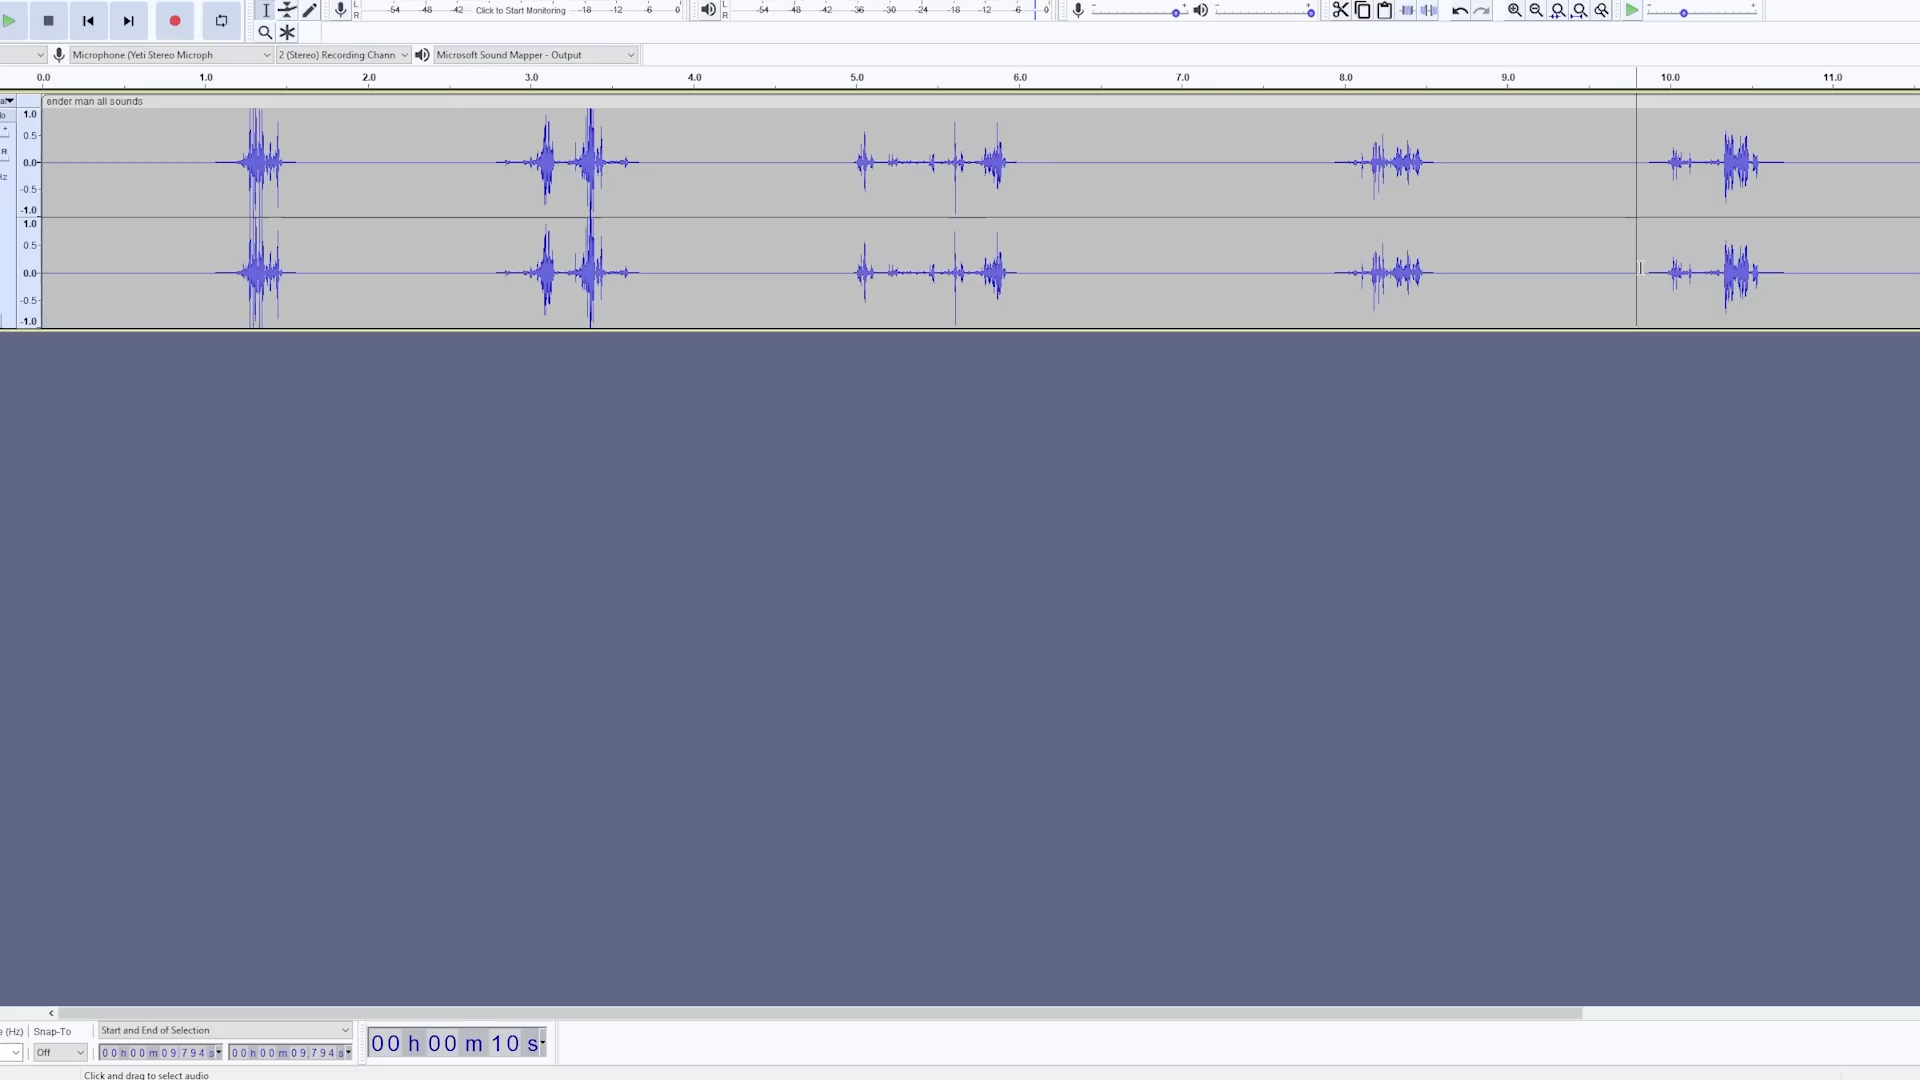 L -54 -48 -42 Click to Start Monitoring -18 -12 -6 0 L -54 -48 -42 -36 -30 -24 -18 -12 -6 0 - +  - +  - +
R R
Microphone (Yeti Stereo Microph 2 (Stereo) Recording Chann Microsoft Sound Mapper - Output
0.0 1.0 2.0 3.0 4.0 5.0 6.0 7.0 8.0 9.0 10.0 11.0
ender man all sounds
1.0
0.5
R
0.0
Hz
-0.5
-1.0
1.0
0.5
0.0
-0.5
-1.0
e (Hz) Snap-To Start and End of Selection
Off 00h00m09.794s 00h00m09.794s 00 h 00 m 10 s
Click and drag to select audio